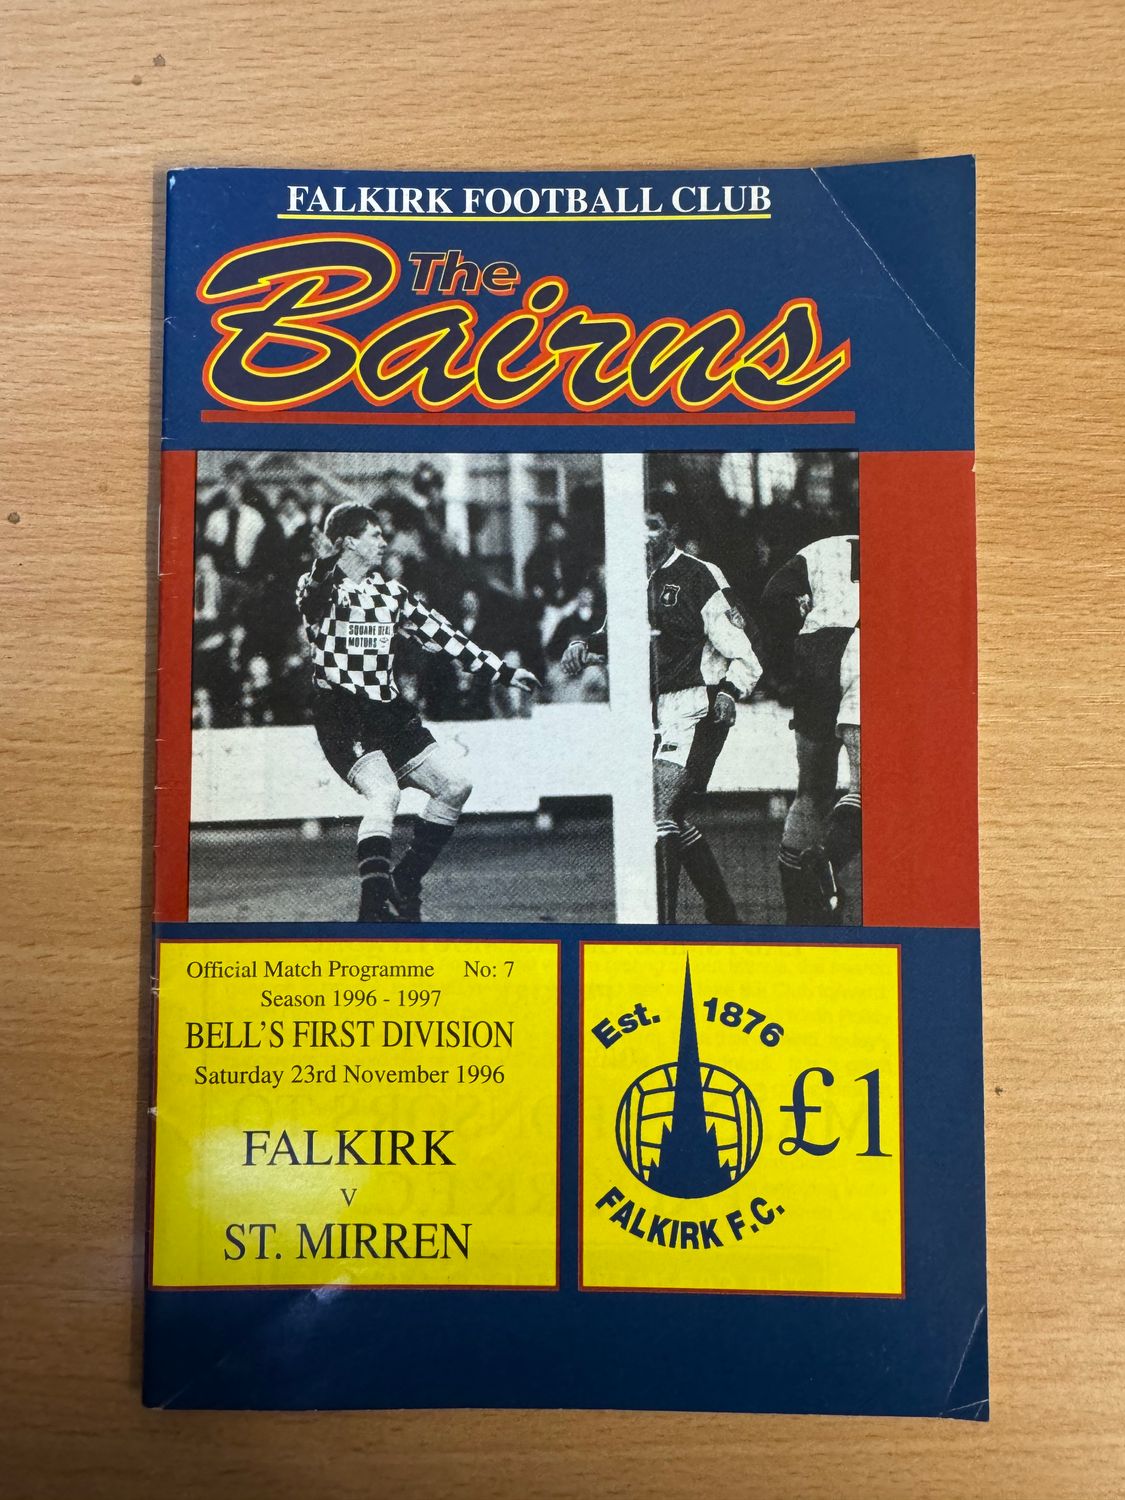 FALKIRK FOOTBALL CLUB
The
Bairns
SQUARE DEAL
MOTORS
Official Match Programme No: 7
Season 1996 - 1997
BELL'S FIRST DIVISION
Saturday 23rd November 1996
FALKIRK
V
ST. MIRREN
Est. 1876
£1
FALKIRK F.C.